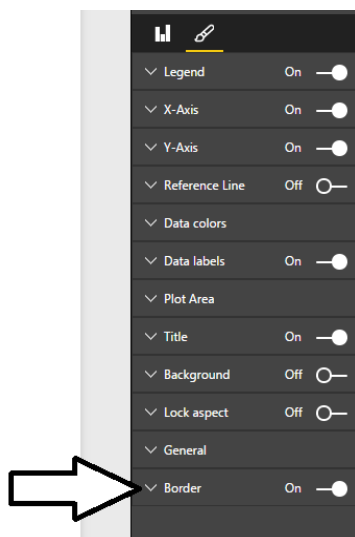 Legend On
X-Axis On
Y-Axis On
Reference Line Off
Data colors
Data labels On
Plot Area
Title On
Background Off
Lock aspect Off
General
Border On